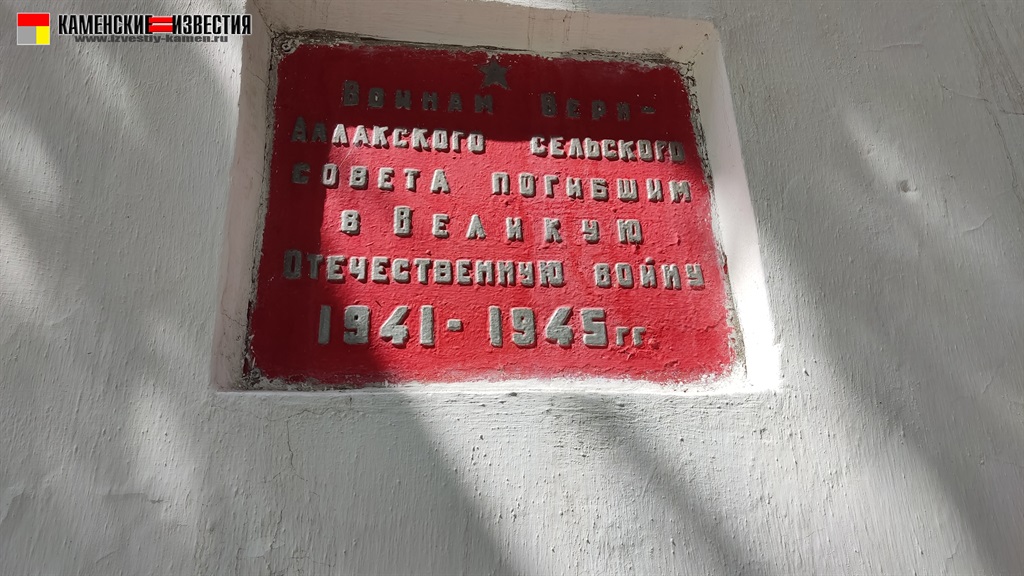 КАМЕНСКИЕ ИЗВЕСТИЯ
www.izvestiy-kamen.ru
Воинам Верх-
Аллакского сельского
совета погибшим
в Великую
Отечественную войну
1941-1945гг.